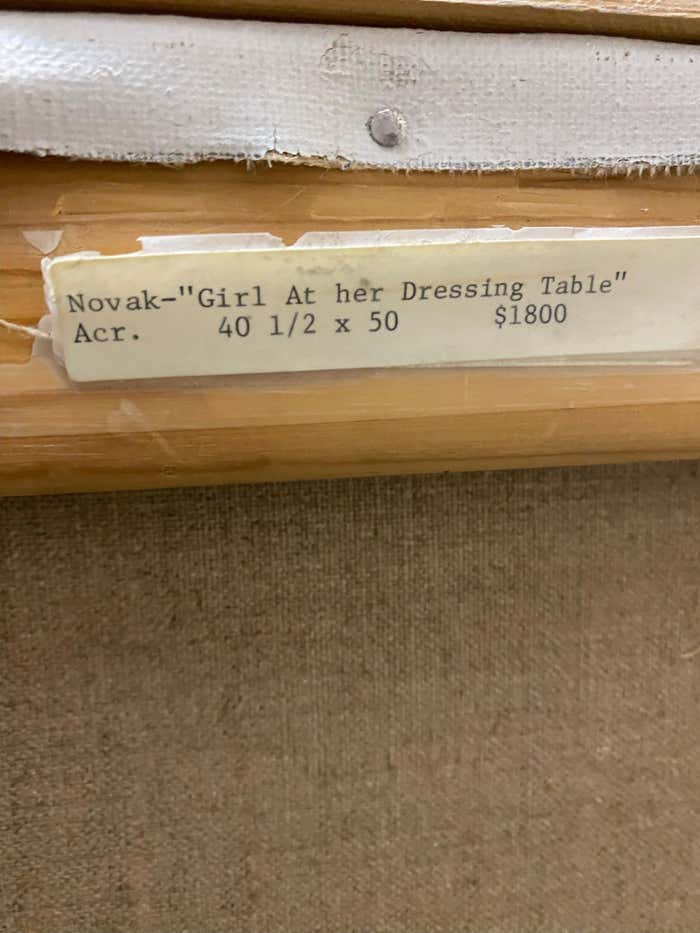 Novak-"Girl At her Dressing Table"
Acr. 40 1/2 x 50 $1800